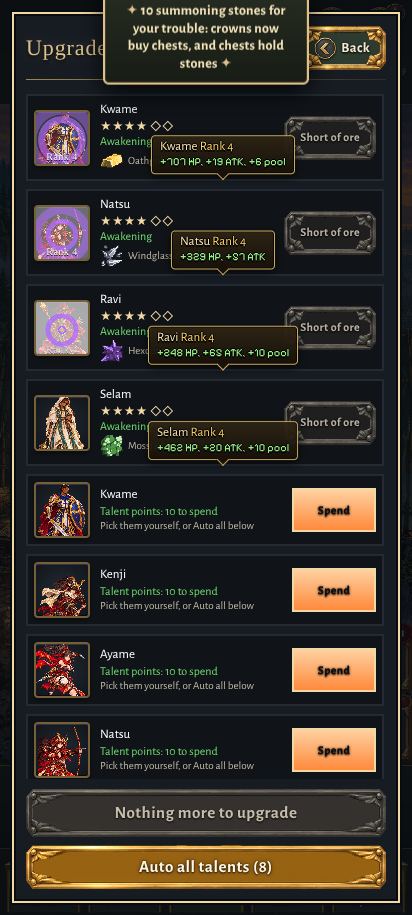 ✦ 10 summoning stones for
your trouble: crowns now
buy chests, and chests hold
stones ✦
Upgrade
Back
Kwame
★★★★◇◇
Awakening
Short of ore
Kwame Rank 4
+707 HP, +19 ATK, +6 pool
Rank 4
Natsu
★★★★◇◇
Awakening
Short of ore
Natsu Rank 4
+329 HP, +57 ATK
Rank 4
Windglass
Ravi
★★★★◇◇
Awakening
Short of ore
Ravi Rank 4
+248 HP, +65 ATK, +10 pool
Selam
★★★★◇◇
Short of ore
Selam Rank 4
+462 HP, +20 ATK, +10 pool
Kwame
Talent points: 10 to spend
Pick them yourself, or Auto all below
Spend
Kenji
Talent points: 10 to spend
Pick them yourself, or Auto all below
Spend
Ayame
Talent points: 10 to spend
Pick them yourself, or Auto all below
Spend
Natsu
Talent points: 10 to spend
Pick them yourself, or Auto all below
Spend
Nothing more to upgrade
Auto all talents (8)